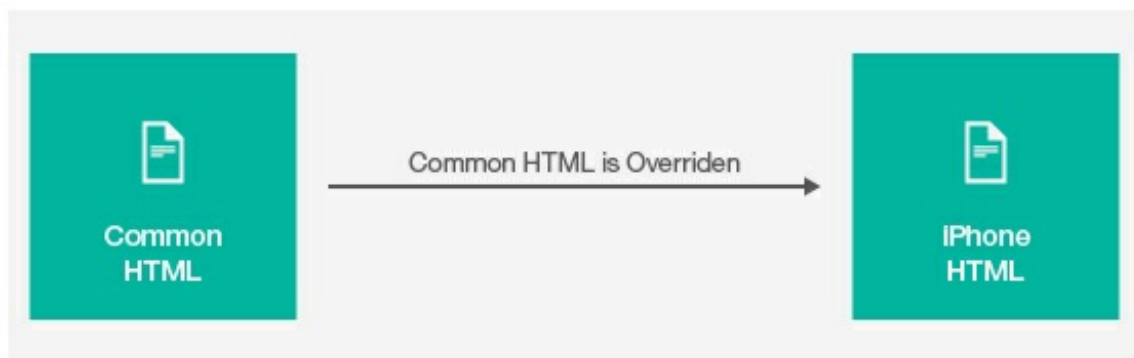 Common
HTML
Common HTML is Overriden
iPhone
HTML